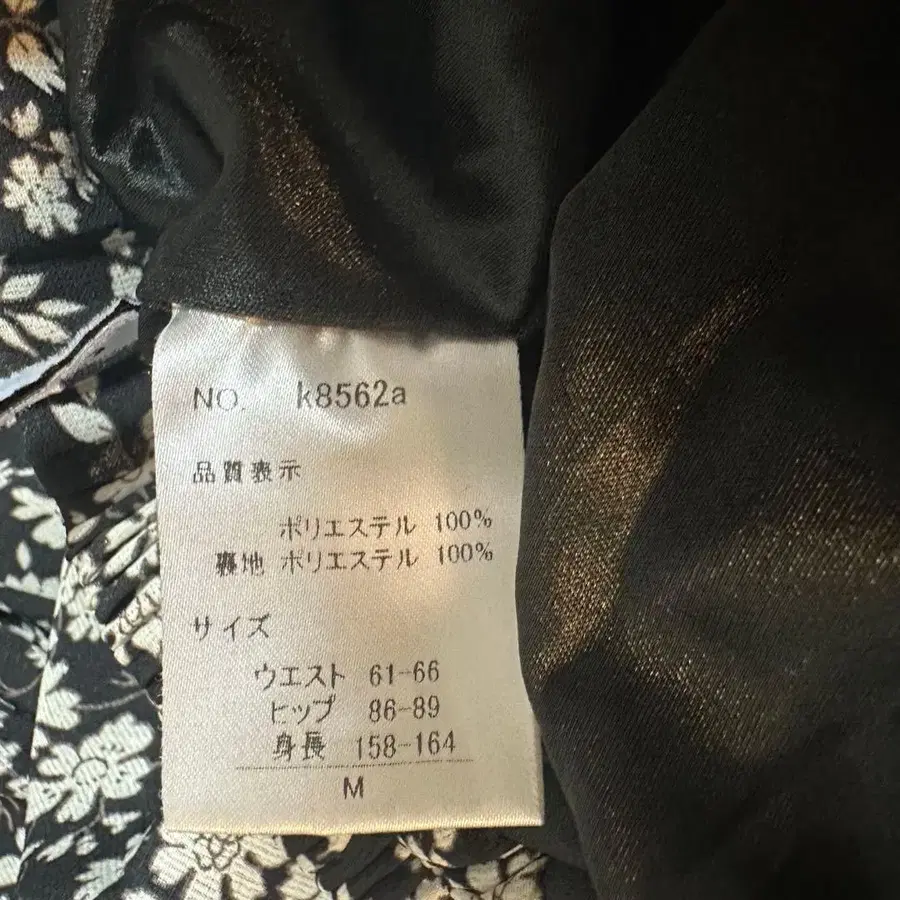 NO. k8562a
品質表示
ポリエステル 100%
裏地 ポリエステル 100%
サイズ
ウエスト 61-66
ヒップ 86-89
身長 158-164
M